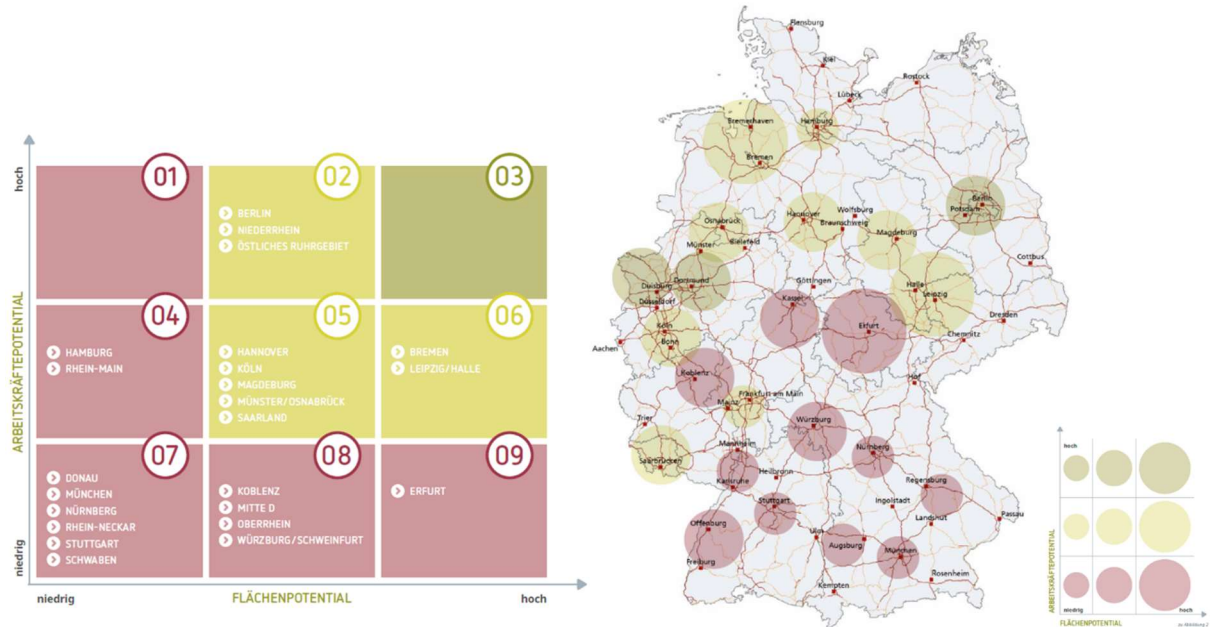 hoch
ARBEITSKRÄFTEPOTENTIAL
niedrig
01
02
BERLIN
NIEDERRHEIN
ÖSTLICHES RUHRGEBIET
03
04
HAMBURG
RHEIN-MAIN
05
HANNOVER
KÖLN
MAGDEBURG
MÜNSTER/OSNABRÜCK
SAARLAND
06
BREMEN
LEIPZIG/HALLE
07
DONAU
MÜNCHEN
NÜRNBERG
RHEIN-NECKAR
STUTTGART
SCHWABEN
08
KOBLENZ
MITTE D
OBERRHEIN
WÜRZBURG/SCHWEINFURT
09
ERFURT
niedrig
FLÄCHENPOTENTIAL
hoch
Flensburg
Kiel
Rostock
Lübeck
Bremerhaven
Hamburg
Bremen
Berlin
Potsdam
Hannover
Wolfsburg
Osnabrück
Braunschweig
Magdeburg
Münster
Bielefeld
Cottbus
Duisburg
Dortmund
Göttingen
Halle
Leipzig
Düsseldorf
Kassel
Dresden
Köln
Erfurt
Chemnitz
Aachen
Bonn
Koblenz
Hof
Frankfurt am Main
Mainz
Trier
Würzburg
Mannheim
Nürnberg
Saarbrücken
Heilbronn
Karlsruhe
Regensburg
Stuttgart
Ingolstadt
Passau
Offenburg
Landshut
Ulm
Augsburg
München
Freiburg
Kempten
Rosenheim
hoch
ARBEITSKRÄFTEPOTENTIAL
niedrig
hoch
FLÄCHENPOTENTIAL